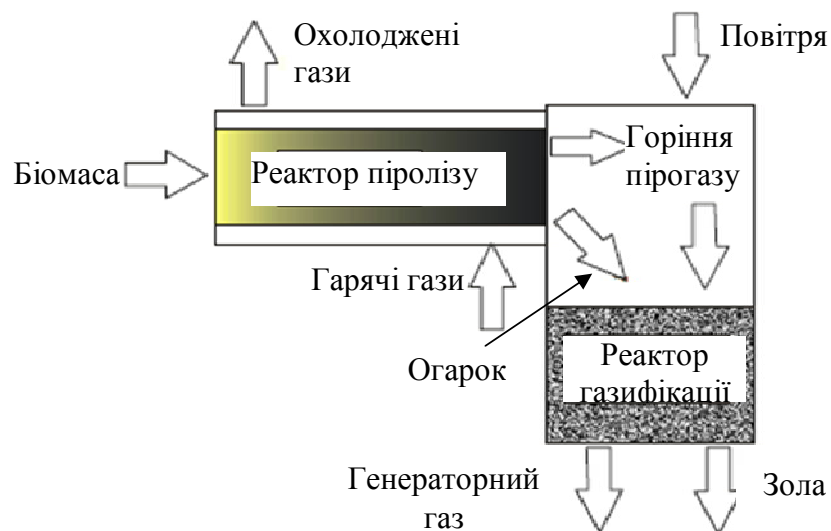 Охолоджені
гази
Повітря
Біомаса
Реактор піролізу
Горіння
пірогазу
Гарячі гази
Огарок
Реактор
газифікації
Генераторний
газ
Зола